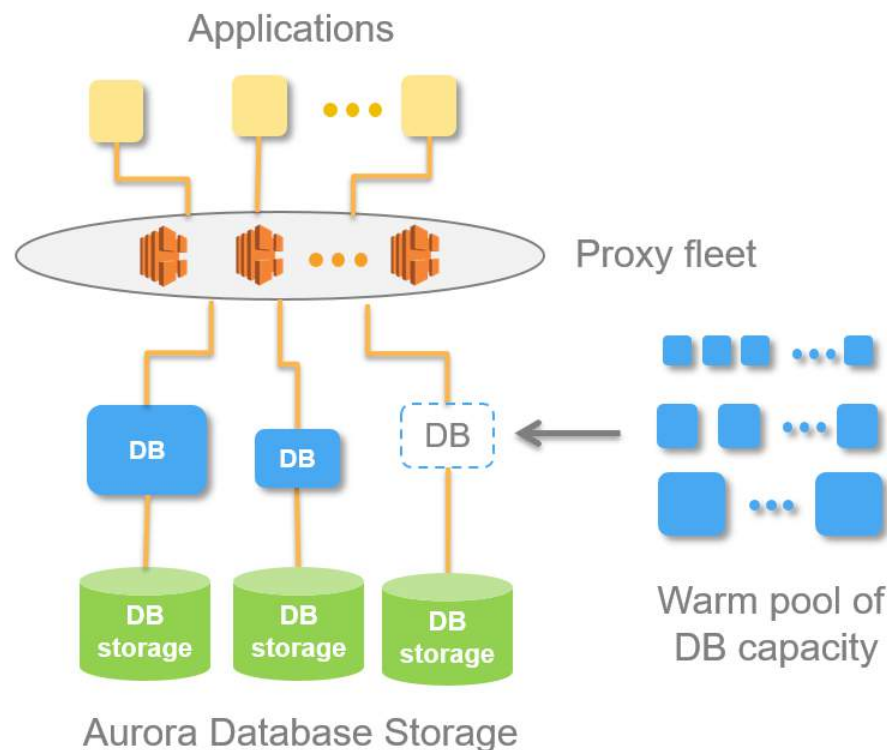 Applications
Proxy fleet
DB
DB
DB
DB
storage
DB
storage
DB
storage
Warm pool of
DB capacity
Aurora Database Storage